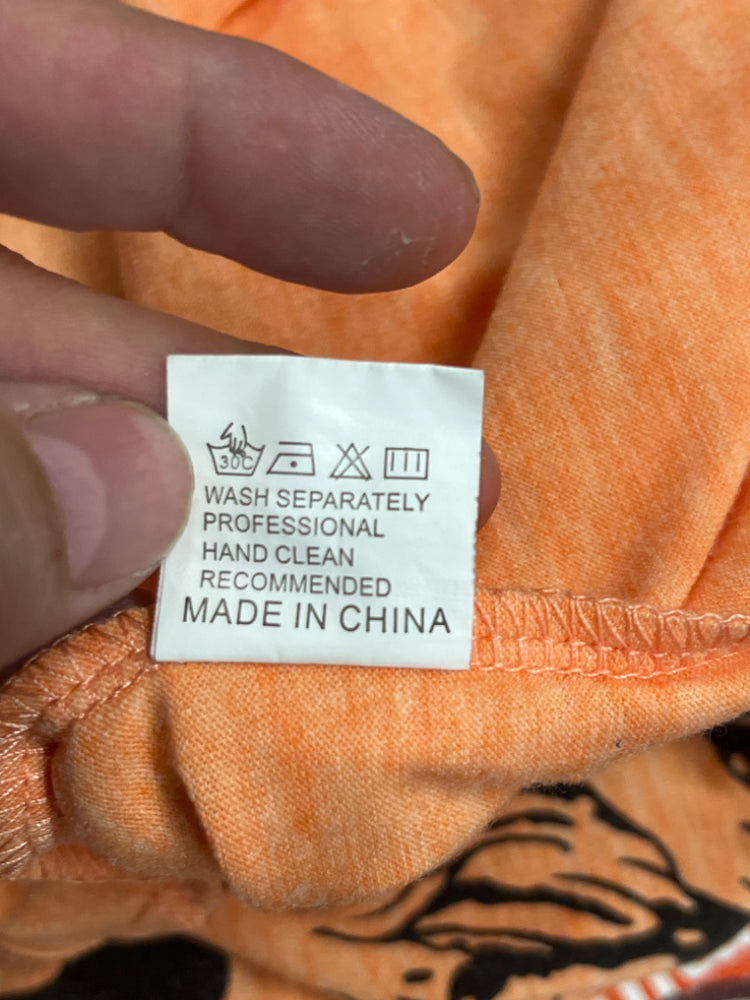 30C
WASH SEPARATELY
PROFESSIONAL
HAND CLEAN
RECOMMENDED
MADE IN CHINA